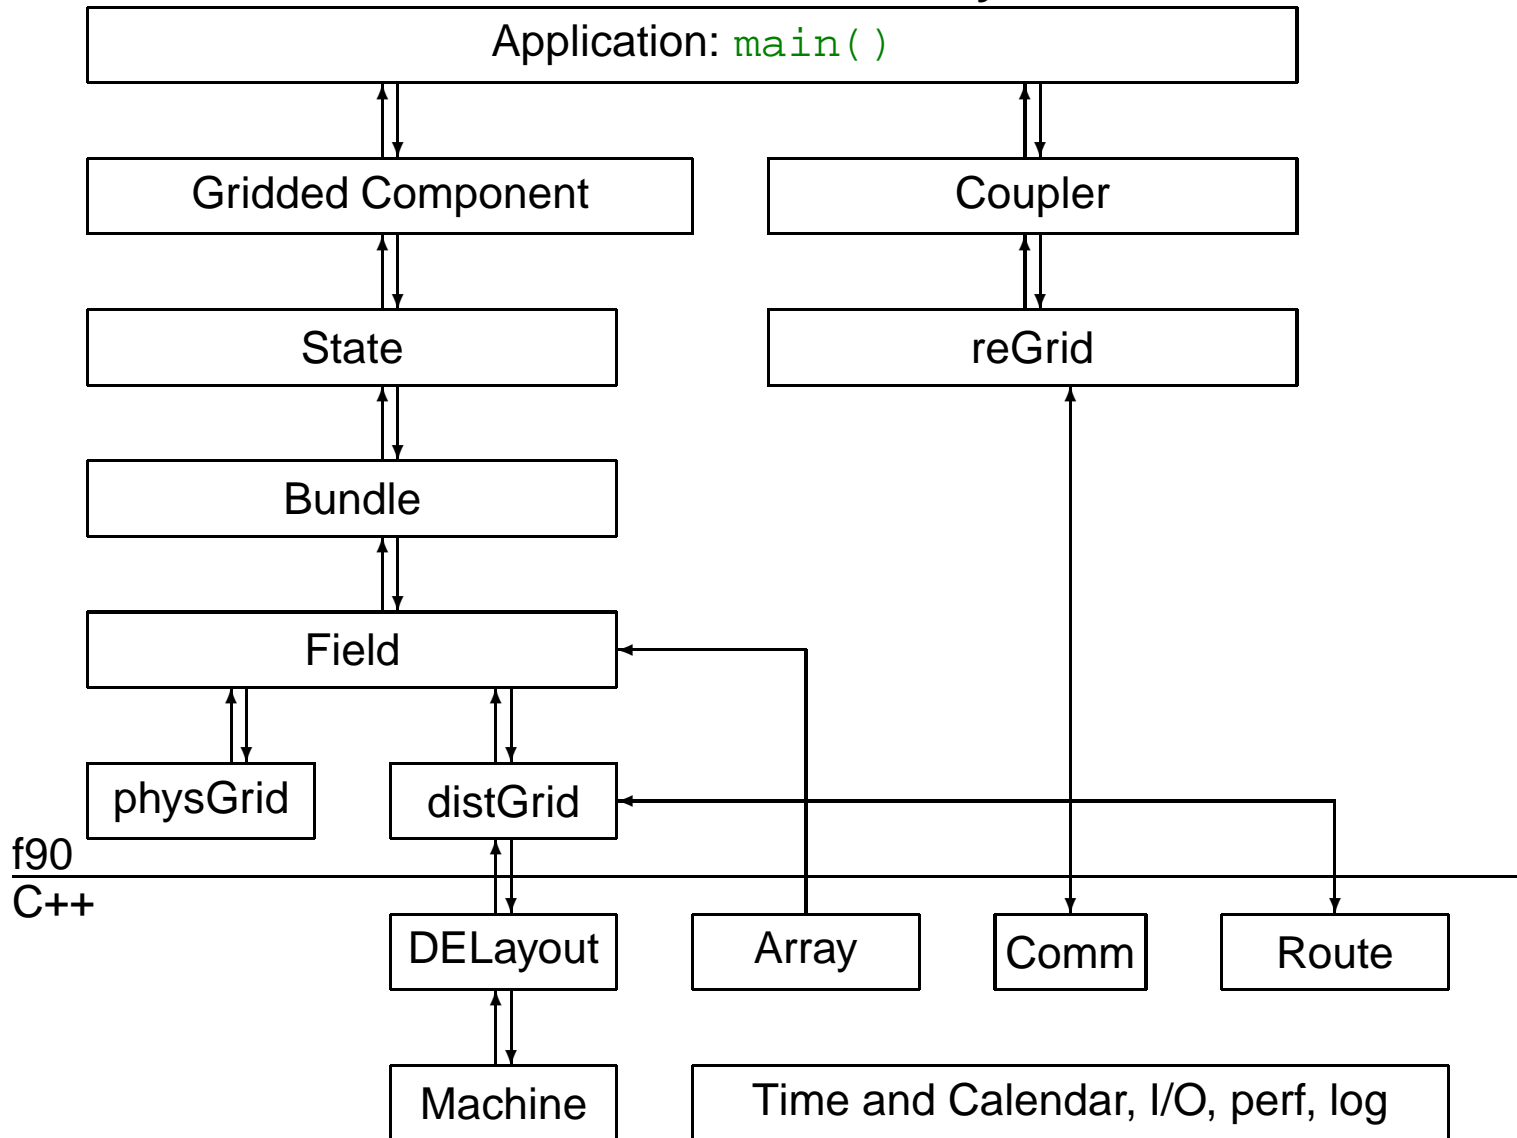 Application: main()
Gridded Component
Coupler
State
reGrid
Bundle
Field
physGrid
distGrid
f90
C++
DELayout
Array
Comm
Route
Machine
Time and Calendar, I/O, perf, log